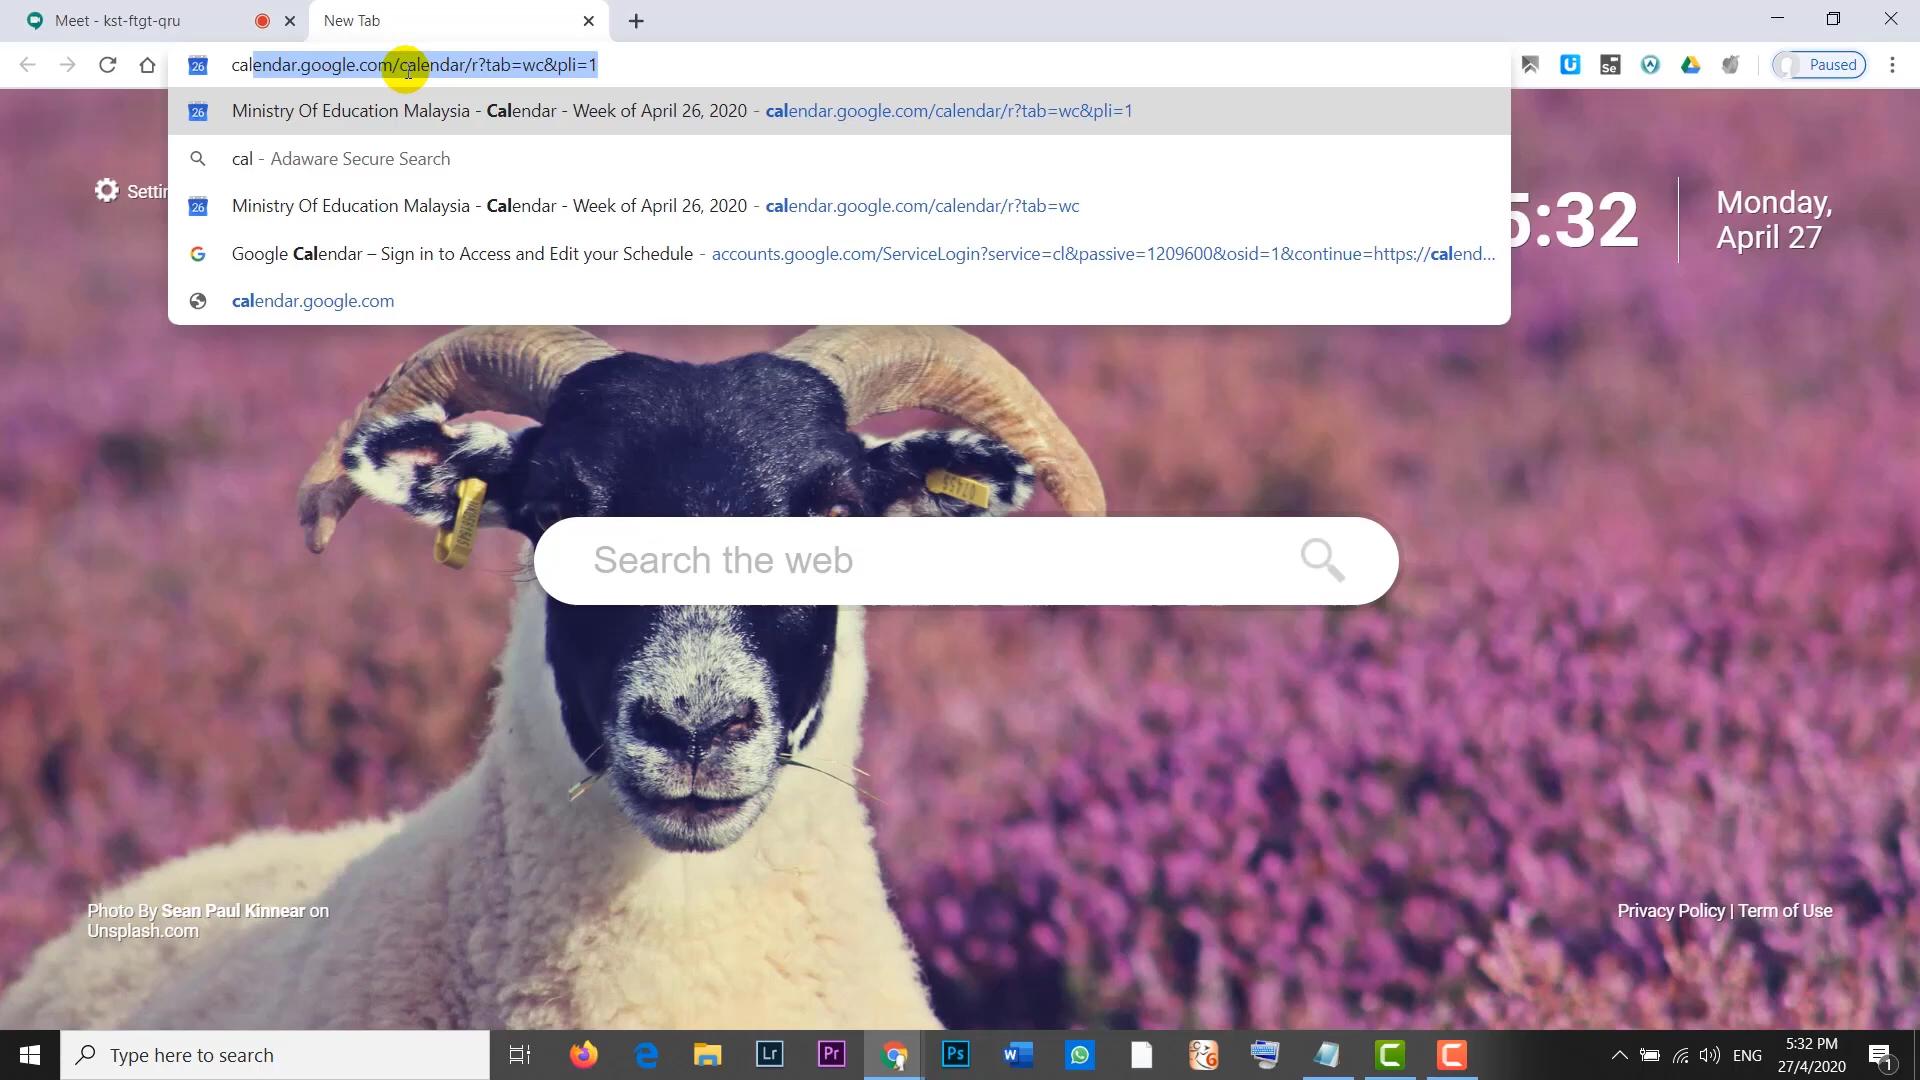 Meet - kst-ftgt-qru
New Tab
calendar.google.com/calendar/r?tab=wc&pli=1
Paused
Ministry Of Education Malaysia - Calendar - Week of April 26, 2020 - calendar.google.com/calendar/r?tab=wc&pli=1
cal - Adaware Secure Search
Ministry Of Education Malaysia - Calendar - Week of April 26, 2020 - calendar.google.com/calendar/r?tab=wc
Google Calendar – Sign in to Access and Edit your Schedule - accounts.google.com/ServiceLogin?service=cl&passive=1209600&osid=1&continue=https://calend...
calendar.google.com
5:32
Monday,
April 27
Search the web
Photo By Sean Paul Kinnear on
Unsplash.com
Privacy Policy | Term of Use
Type here to search
ENG
5:32 PM
27/4/2020
1